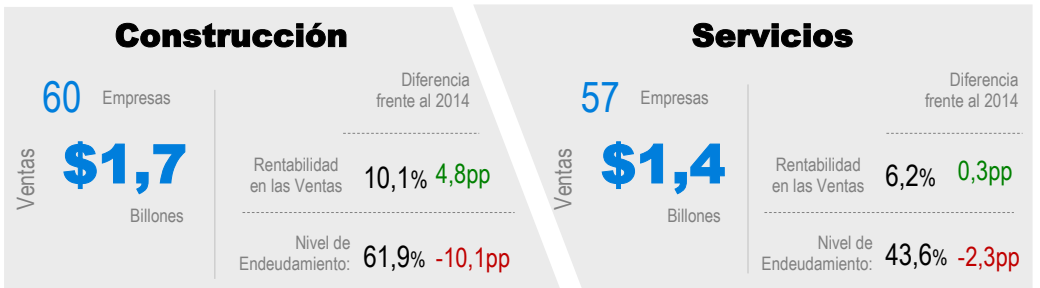 Construcción
60 Empresas
Ventas
$1,7
Billones
Diferencia
frente al 2014
Rentabilidad
en las Ventas
10,1% 4,8pp
Nivel de
Endeudamiento:
61,9% -10,1pp
Servicios
57 Empresas
Ventas
$1,4
Billones
Diferencia
frente al 2014
Rentabilidad
en las Ventas
6,2% 0,3pp
Nivel de
Endeudamiento:
43,6% -2,3pp